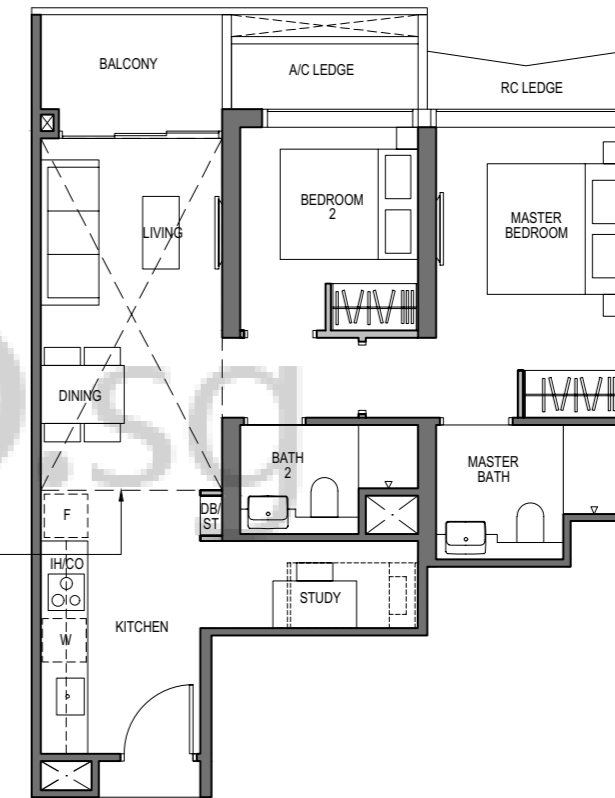 BALCONY
A/C LEDGE
RC LEDGE
BEDROOM
2
MASTER
BEDROOM
LIVING
DINING
BATH
2
MASTER
BATH
F
DB/
ST
IH/CO
STUDY
KITCHEN
W
.sg